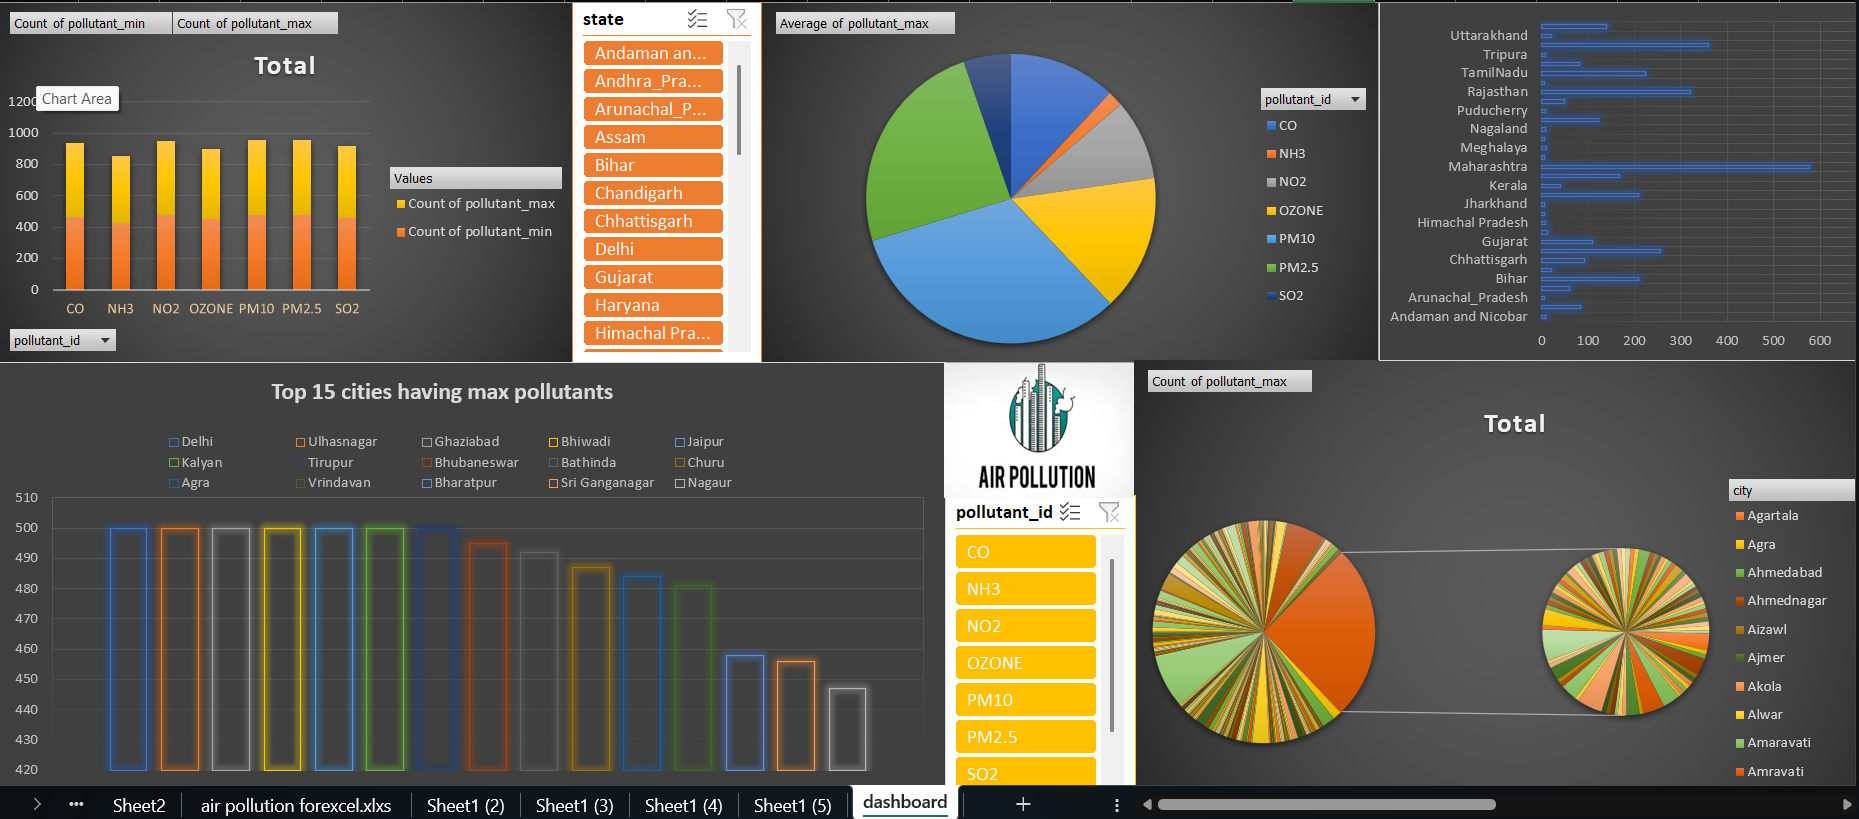 Count of pollutant_min
Count of pollutant_max
Total
Chart Area
1200
1000
800
600
400
200
0
CO
NH3
NO2
OZONE
PM10
PM2.5
SO2
Values
Count of pollutant_max
Count of pollutant_min
pollutant_id
state
Andaman an...
Andhra_Pra...
Arunachal_P...
Assam
Bihar
Chandigarh
Chhattisgarh
Delhi
Gujarat
Haryana
Himachal Pra...
Average of pollutant_max
pollutant_id
CO
NH3
NO2
OZONE
PM10
PM2.5
SO2
Uttarakhand
Tripura
TamilNadu
Rajasthan
Puducherry
Nagaland
Meghalaya
Maharashtra
Kerala
Jharkhand
Himachal Pradesh
Gujarat
Chhattisgarh
Bihar
Arunachal_Pradesh
Andaman and Nicobar
0 100 200 300 400 500 600
Top 15 cities having max pollutants
Delhi Ulhasnagar Ghaziabad Bhiwadi Jaipur
Kalyan Tirupur Bhubaneswar Bathinda Churu
Agra Vrindavan Bharatpur Sri Ganganagar Nagaur
510
500
490
480
470
460
450
440
430
420
AIR POLLUTION
pollutant_id
CO
NH3
NO2
OZONE
PM10
PM2.5
SO2
Count of pollutant_max
Total
city
Agartala
Agra
Ahmedabad
Ahmednagar
Aizawl
Ajmer
Akola
Alwar
Amaravati
Amravati
Sheet2
air pollution forexcel.xlxs
Sheet1 (2)
Sheet1 (3)
Sheet1 (4)
Sheet1 (5)
dashboard